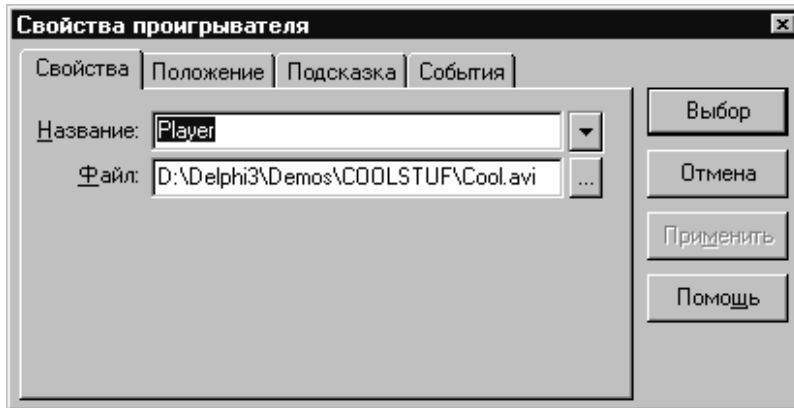 Свойства проигрывателя
Свойства Положение Подсказка События
Название: Player
Файл: D:\Delphi3\Demos\COOLSTUF\Cool.avi ...
Выбор
Отмена
Применить
Помощь